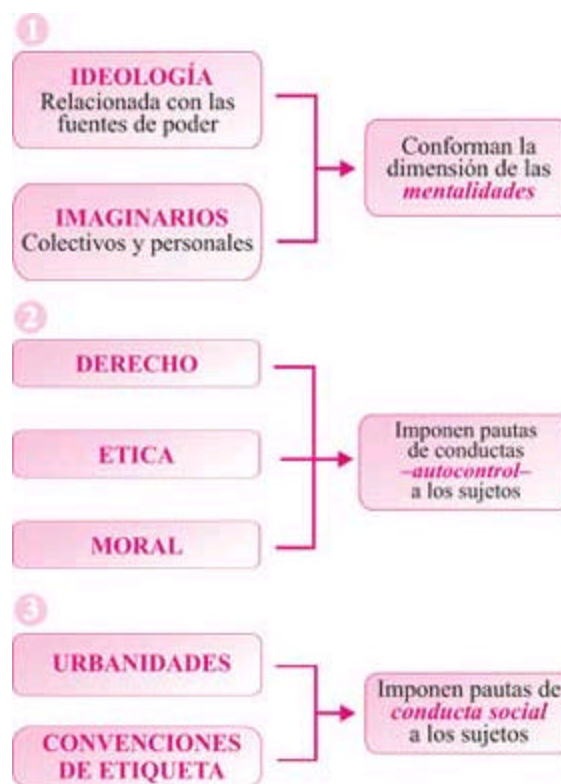 1
IDEOLOGÍA
Relacionada con las
fuentes de poder
IMAGINARIOS
Colectivos y personales
Conforman la
dimensión de las
mentalidades
2
DERECHO
ETICA
MORAL
Imponen pautas
de conductas
–autocontrol–
a los sujetos
3
URBANIDADES
CONVENCIONES
DE ETIQUETA
Imponen pautas de
conducta social
a los sujetos